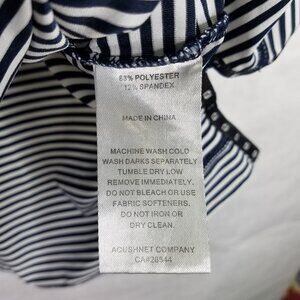 88% POLYESTER
12% SPANDEX
MADE IN CHINA
MACHINE WASH COLD
WASH DARKS SEPARATELY
TUMBLE DRY LOW
REMOVE IMMEDIATELY.
DO NOT BLEACH OR USE
FABRIC SOFTENERS.
DO NOT IRON OR
DRY CLEAN.
ACUSHNET COMPANY
CA#28544